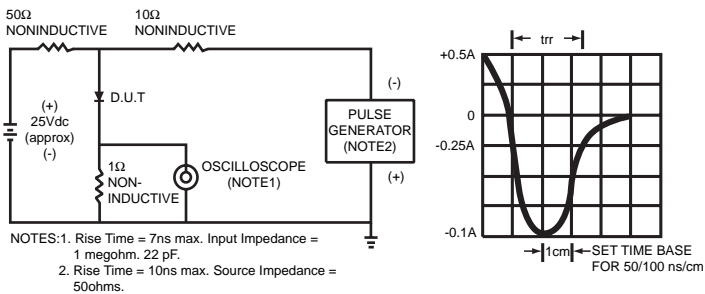 50Ω
NONINDUCTIVE
10Ω
NONINDUCTIVE
D.U.T
(+)
25Vdc
(approx)
(-)
1Ω
NON-
INDUCTIVE
OSCILLOSCOPE
(NOTE1)
(-)
PULSE
GENERATOR
(NOTE2)
(+)
NOTES:1. Rise Time = 7ns max. Input Impedance =
1 megohm. 22 pF.
2. Rise Time = 10ns max. Source Impedance =
50ohms.
trr
+0.5A
0
-0.25A
-0.1A
1cm
SET TIME BASE
FOR 50/100 ns/cm